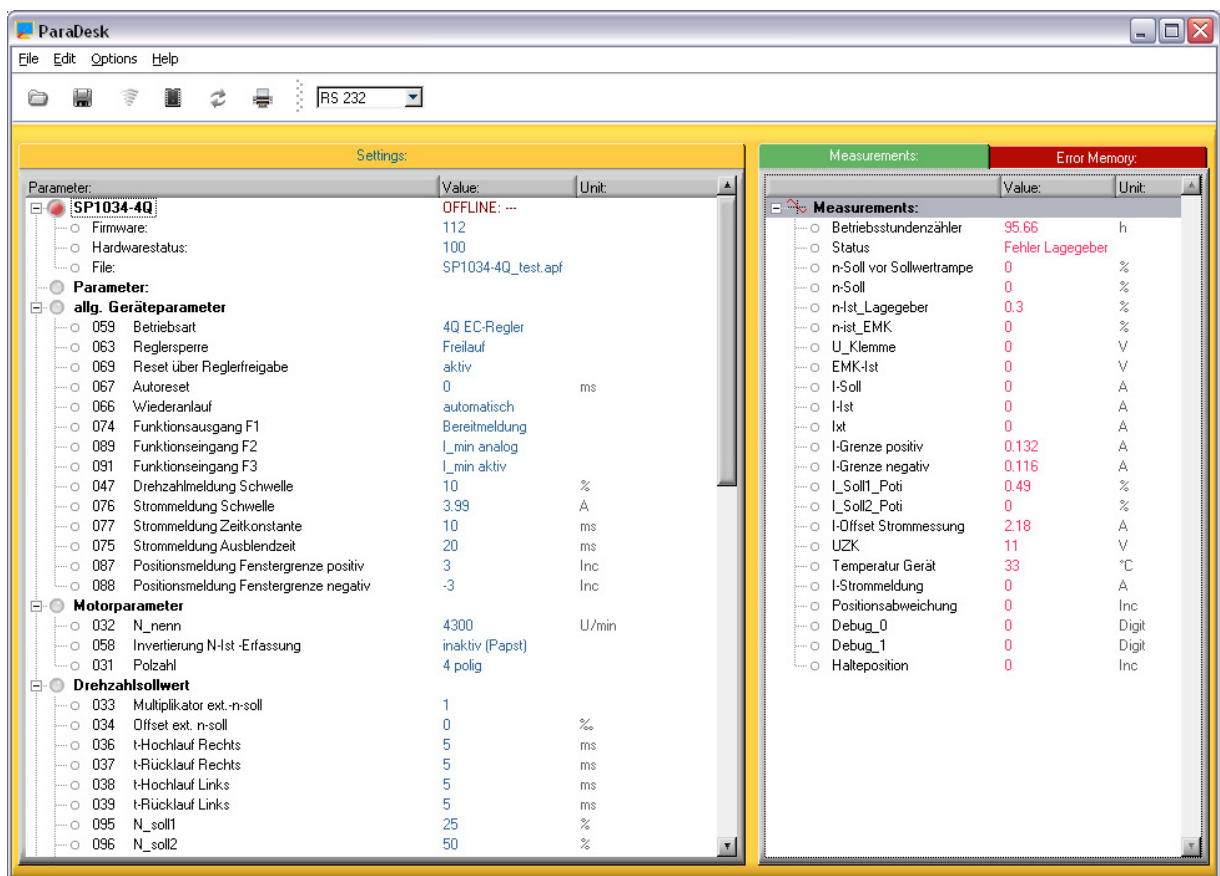 ParaDesk
File Edit Options Help
RS 232
Settings:
Parameter: Value: Unit:
SP1034-4Q OFFLINE: ---
Firmware: 112
Hardwarestatus: 100
File: SP1034-4Q_test.apf
Parameter:
allg. Geräteparameter
059 Betriebsart 4Q EC-Regler
063 Reglersperre Freilauf
069 Reset über Reglerfreigabe aktiv
067 Autoreset 0 ms
066 Wiederanlauf automatisch
074 Funktionsausgang F1 Bereitmeldung
089 Funktionseingang F2 I_min analog
091 Funktionseingang F3 I_min aktiv
047 Drehzahlmeldung Schwelle 10 %
076 Strommeldung Schwelle 3.99 A
077 Strommeldung Zeitkonstante 10 ms
075 Strommeldung Ausblendzeit 20 ms
087 Positionsmeldung Fenstergrenze positiv 3 Inc
088 Positionsmeldung Fenstergrenze negativ -3 Inc
Motorparameter
032 N_nenn 4300 U/min
058 Invertierung N-Ist -Erfassung inaktiv (Papst)
031 Polzahl 4 polig
Drehzahlsollwert
033 Multiplikator ext.-n-soll 1
034 Offset ext. n-soll 0 ‰
036 t-Hochlauf Rechts 5 ms
037 t-Rücklauf Rechts 5 ms
038 t-Hochlauf Links 5 ms
039 t-Rücklauf Links 5 ms
095 N_soll1 25 %
096 N_soll2 50 %
Measurements: Error Memory:
Value: Unit:
Measurements:
Betriebsstundenzähler 95.66 h
Status Fehler Lagegeber
n-Soll vor Sollwertrampe 0 %
n-Soll 0 %
n-Ist_Lagegeber 0.3 %
n-ist_EMK 0 %
U_Klemme 0 V
EMK-Ist 0 V
I-Soll 0 A
I-Ist 0 A
Ixt 0 A
I-Grenze positiv 0.132 A
I-Grenze negativ 0.116 A
I_Soll1_Poti 0.49 %
I_Soll2_Poti 0 %
I-Offset Strommessung 2.18 A
UZK 11 V
Temperatur Gerät 33 °C
I-Strommeldung 0 A
Positionsabweichung 0 Inc
Debug_0 0 Digit
Debug_1 0 Digit
Halteposition 0 Inc